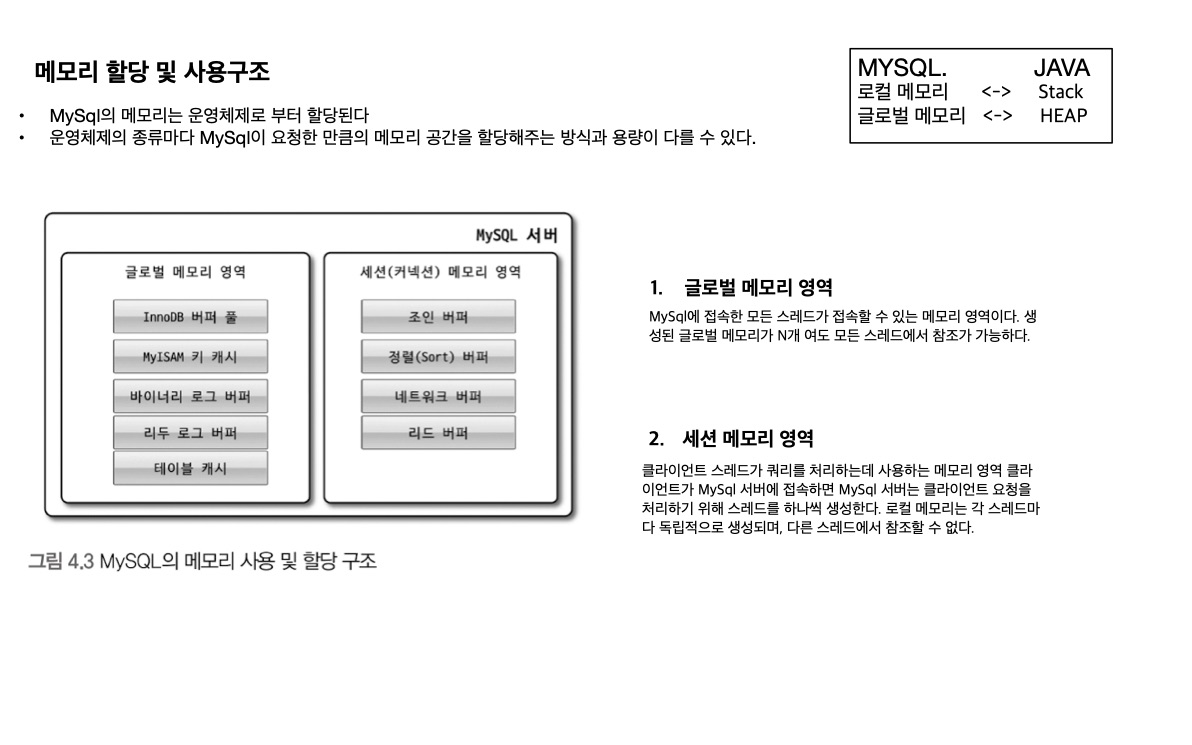 메모리 할당 및 사용구조
• MySql의 메모리는 운영체제로 부터 할당된다
• 운영체제의 종류마다 MySql이 요청한 만큼의 메모리 공간을 할당해주는 방식과 용량이 다를 수 있다.
MYSQL. JAVA
로컬 메모리 <-> Stack
글로벌 메모리 <-> HEAP
MySQL 서버
글로벌 메모리 영역
InnoDB 버퍼 풀
MyISAM 키 캐시
바이너리 로그 버퍼
리두 로그 버퍼
테이블 캐시
세션(커넥션) 메모리 영역
조인 버퍼
정렬(Sort) 버퍼
네트워크 버퍼
리드 버퍼
그림 4.3 MySQL의 메모리 사용 및 할당 구조
1. 글로벌 메모리 영역
MySql에 접속한 모든 스레드가 접속할 수 있는 메모리 영역이다. 생
성된 글로벌 메모리가 N개 여도 모든 스레드에서 참조가 가능하다.
2. 세션 메모리 영역
클라이언트 스레드가 쿼리를 처리하는데 사용하는 메모리 영역 클라
이언트가 MySql 서버에 접속하면 MySql 서버는 클라이언트 요청을
처리하기 위해 스레드를 하나씩 생성한다. 로컬 메모리는 각 스레드마
다 독립적으로 생성되며, 다른 스레드에서 참조할 수 없다.